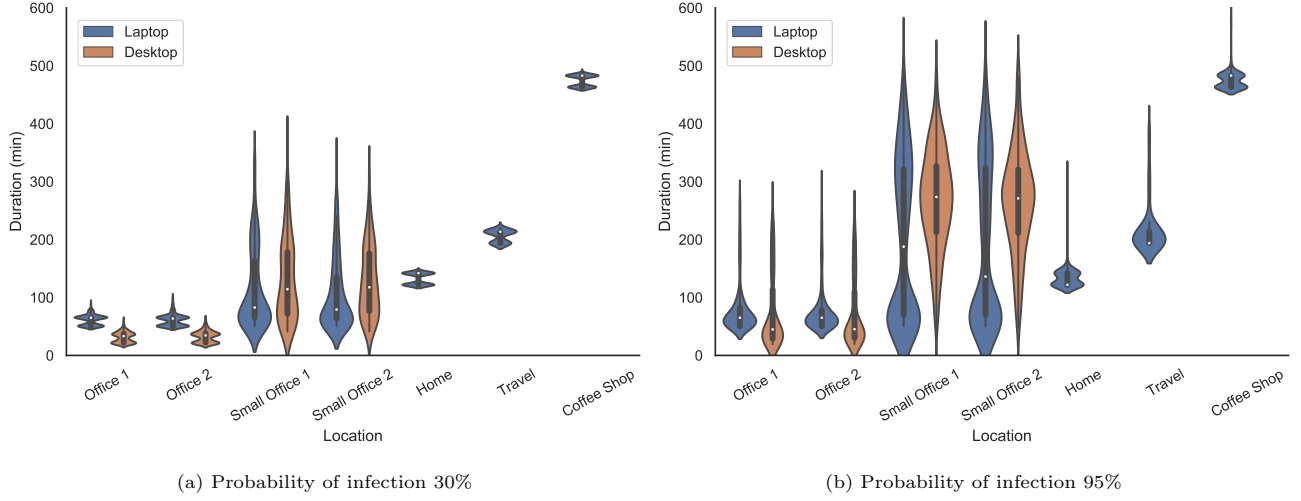 600
500
400
300
200
100
0
Duration (min)
Laptop
Desktop
Office 1
Office 2
Small Office 1
Small Office 2
Home
Travel
Coffee Shop
Location
(a) Probability of infection 30%
600
500
400
300
200
100
0
Duration (min)
Laptop
Desktop
Office 1
Office 2
Small Office 1
Small Office 2
Home
Travel
Coffee Shop
Location
(b) Probability of infection 95%